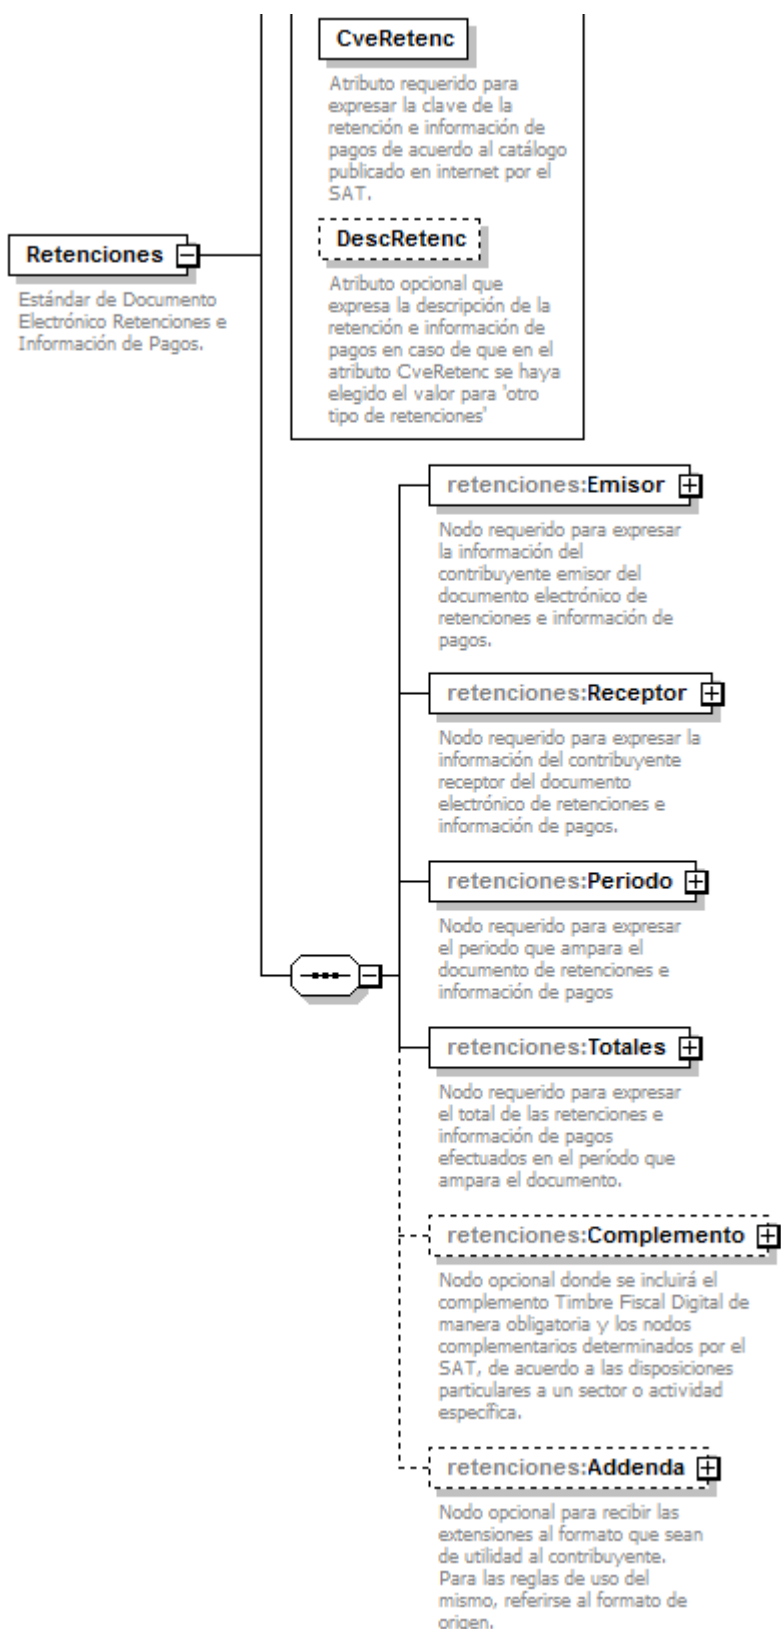 CveRetenc
Atributo requerido para
expresar la clave de la
retención e información de
pagos de acuerdo al catálogo
publicado en internet por el
SAT.
DescRetenc
Atributo opcional que
expresa la descripción de la
retención e información de
pagos en caso de que en el
atributo CveRetenc se haya
elegido el valor para 'otro
tipo de retenciones'
Retenciones
Estándar de Documento
Electrónico Retenciones e
Información de Pagos.
retenciones:Emisor
Nodo requerido para expresar
la información del
contribuyente emisor del
documento electrónico de
retenciones e información de
pagos.
retenciones:Receptor
Nodo requerido para expresar la
información del contribuyente
receptor del documento
electrónico de retenciones e
información de pagos.
retenciones:Periodo
Nodo requerido para expresar
el periodo que ampara el
documento de retenciones e
información de pagos
retenciones:Totales
Nodo requerido para expresar
el total de las retenciones e
información de pagos
efectuados en el período que
ampara el documento.
retenciones:Complemento
Nodo opcional donde se incluirá el
complemento Timbre Fiscal Digital de
manera obligatoria y los nodos
complementarios determinados por el
SAT, de acuerdo a las disposiciones
particulares a un sector o actividad
específica.
retenciones:Addenda
Nodo opcional para recibir las
extensiones al formato que sean
de utilidad al contribuyente.
Para las reglas de uso del
mismo, referirse al formato de
origen.